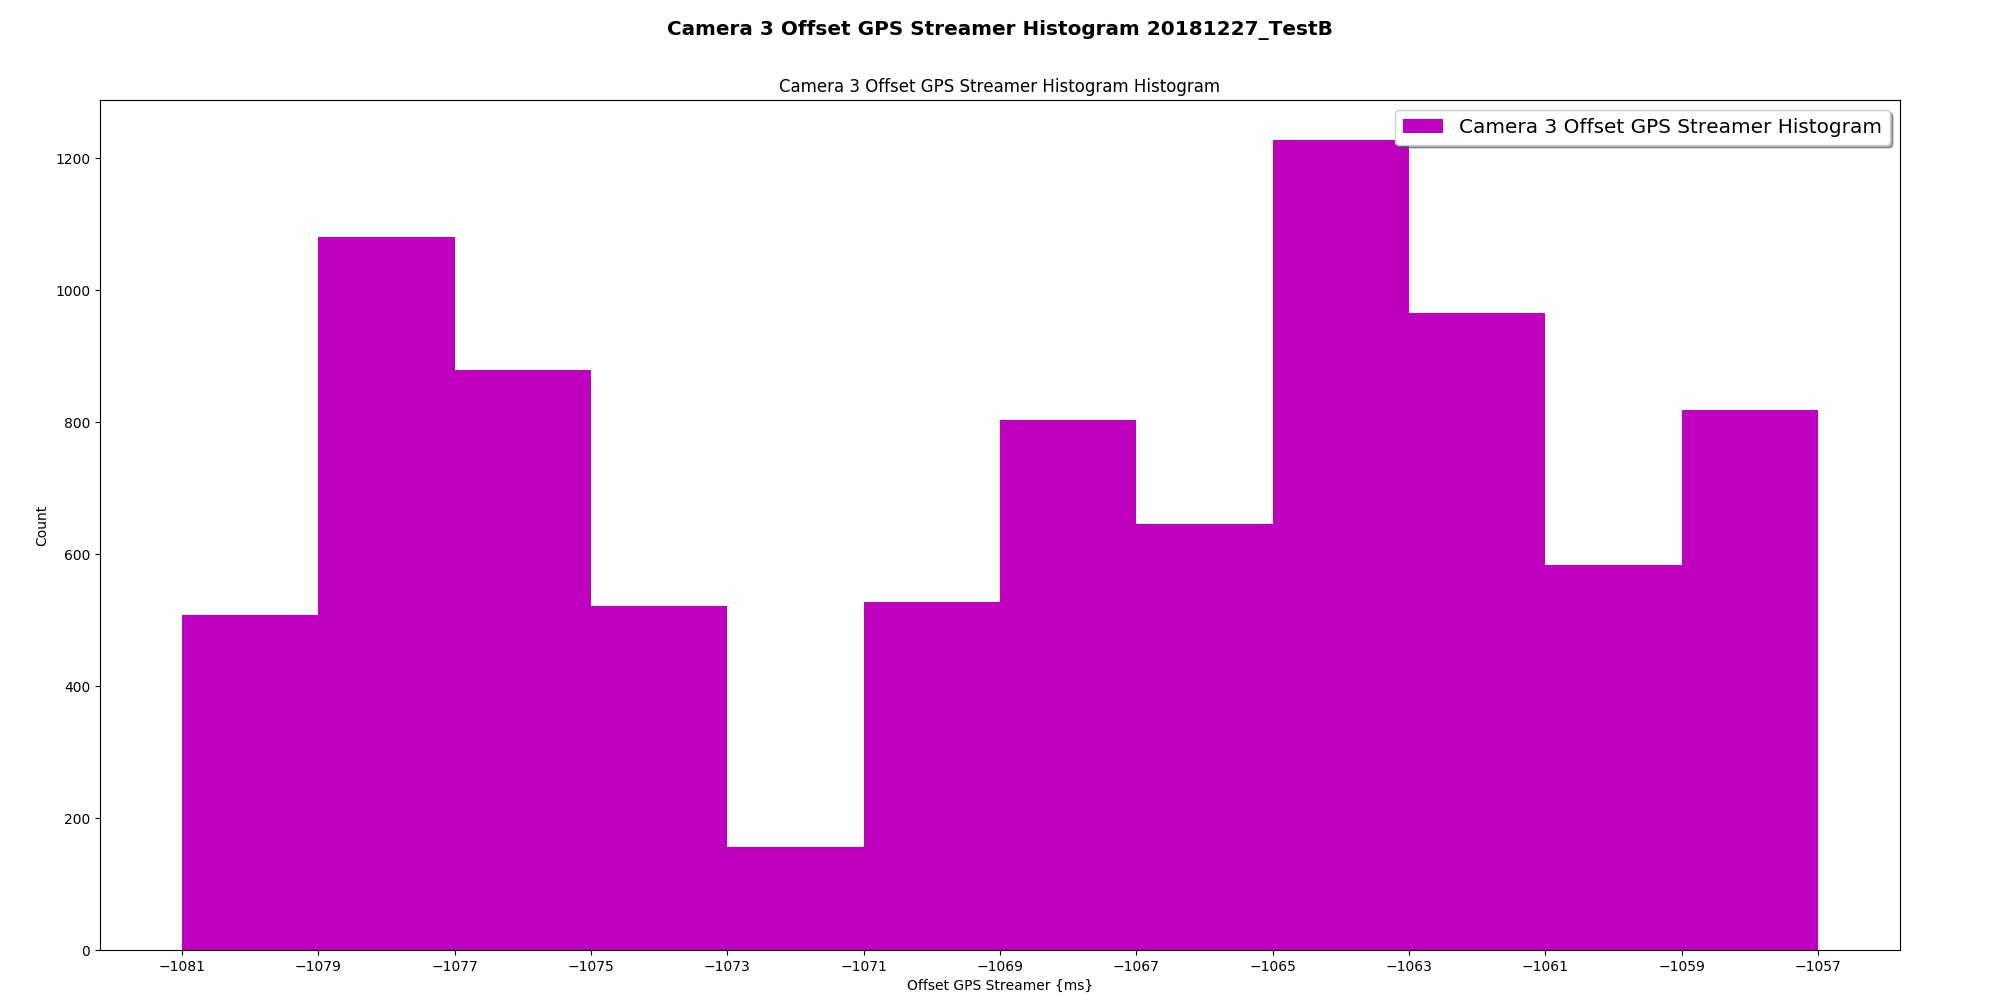 Camera 3 Offset GPS Streamer Histogram 20181227_TestB
Camera 3 Offset GPS Streamer Histogram Histogram
Camera 3 Offset GPS Streamer Histogram
1200
1000
800
600
400
200
0
Count
−1081 −1079 −1077 −1075 −1073 −1071 −1069 −1067 −1065 −1063 −1061 −1059 −1057
Offset GPS Streamer {ms}